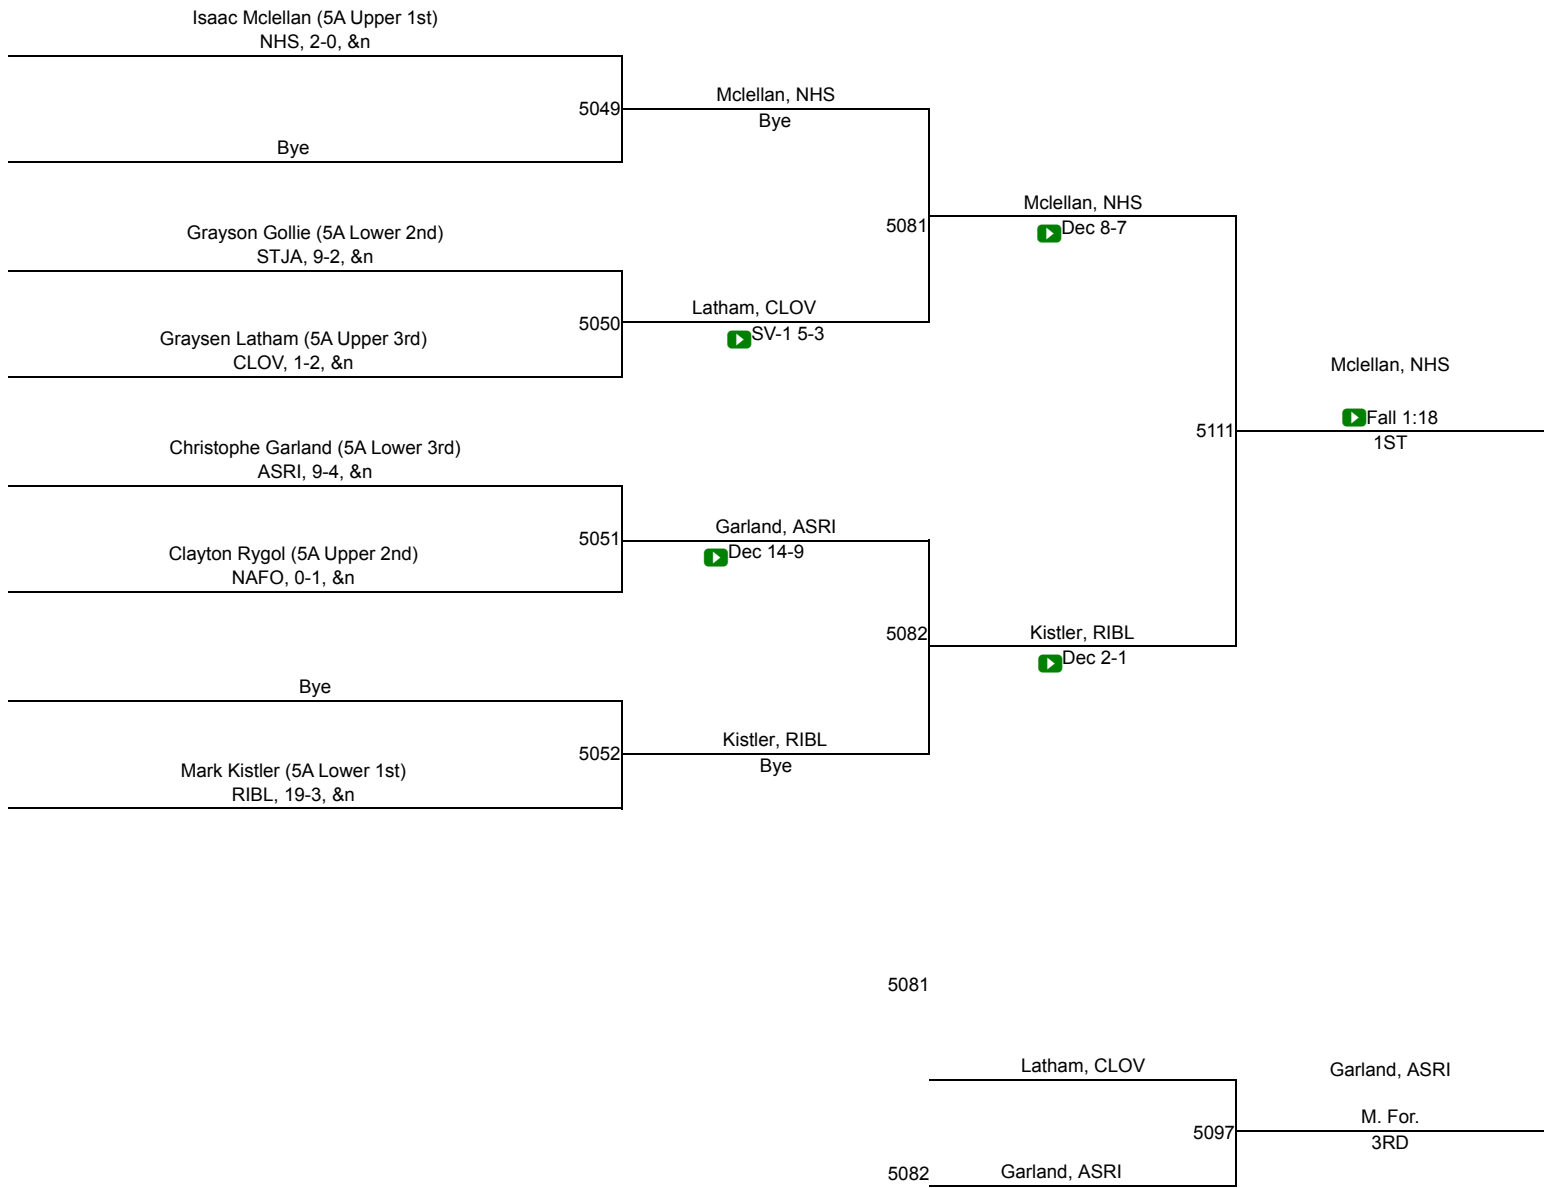 Isaac Mclellan (5A Upper 1st)
NHS, 2-0, &n
5049
Mclellan, NHS
Bye
Bye
Grayson Gollie (5A Lower 2nd)
STJA, 9-2, &n
5050
Latham, CLOV
SV-1 5-3
Graysen Latham (5A Upper 3rd)
CLOV, 1-2, &n
5081
Mclellan, NHS
Dec 8-7
Christophe Garland (5A Lower 3rd)
ASRI, 9-4, &n
5051
Garland, ASRI
Dec 14-9
Clayton Rygol (5A Upper 2nd)
NAFO, 0-1, &n
5082
Kistler, RIBL
Dec 2-1
Bye
5052
Kistler, RIBL
Bye
Mark Kistler (5A Lower 1st)
RIBL, 19-3, &n
5111
Mclellan, NHS
Fall 1:18
1ST
5081
Latham, CLOV
5097
Garland, ASRI
M. For.
3RD
5082
Garland, ASRI